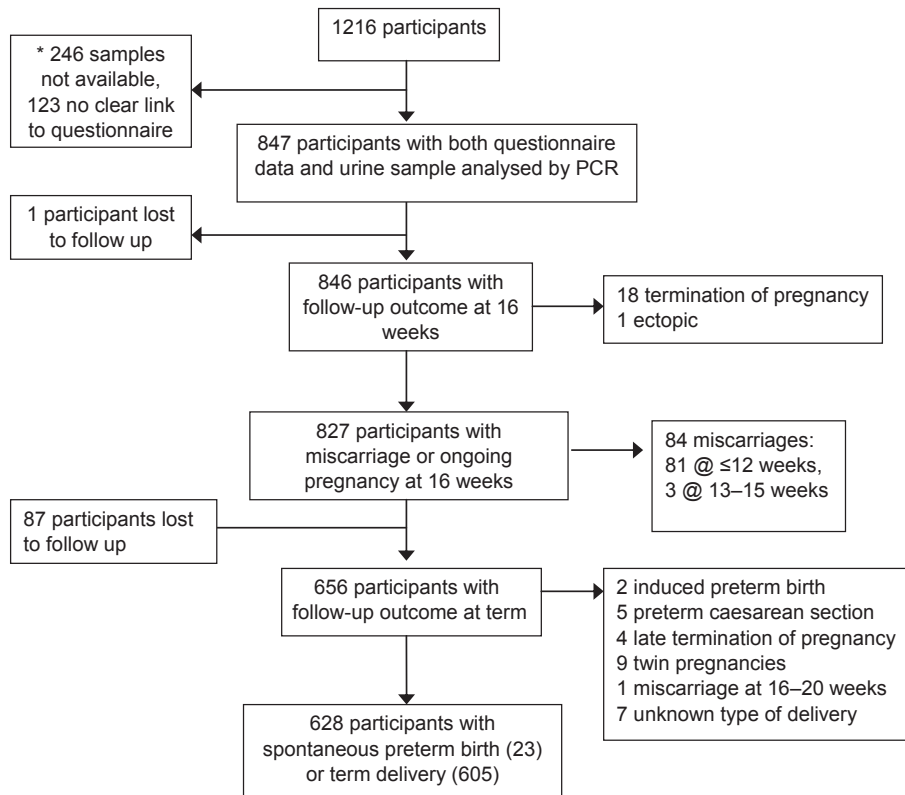 1216 participants
* 246 samples
not available,
123 no clear link
to questionnaire
847 participants with both questionnaire
data and urine sample analysed by PCR
1 participant lost
to follow up
846 participants with
follow-up outcome at 16
weeks
18 termination of pregnancy
1 ectopic
827 participants with
miscarriage or ongoing
pregnancy at 16 weeks
84 miscarriages:
81 @ ≤12 weeks,
3 @ 13–15 weeks
87 participants lost
to follow up
656 participants with
follow-up outcome at term
2 induced preterm birth
5 preterm caesarean section
4 late termination of pregnancy
9 twin pregnancies
1 miscarriage at 16–20 weeks
7 unknown type of delivery
628 participants with
spontaneous preterm birth (23)
or term delivery (605)